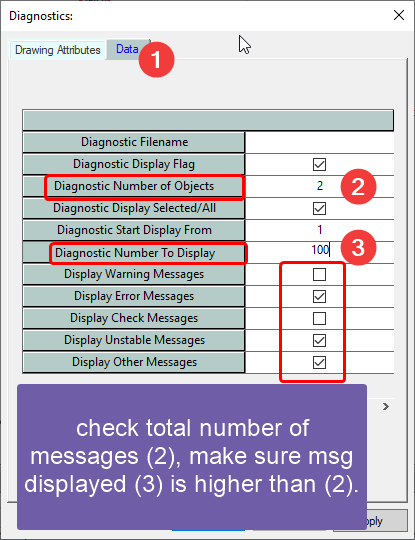 Diagnostics:
Drawing Attributes Data 1
Diagnostic Filename
Diagnostic Display Flag
Diagnostic Number of Objects 2 2
Diagnostic Display Selected/All
Diagnostic Start Display From 1
Diagnostic Number To Display 100 3
Display Warning Messages
Display Error Messages
Display Check Messages
Display Unstable Messages
Display Other Messages
check total number of
messages (2), make sure msg
displayed (3) is higher than (2).